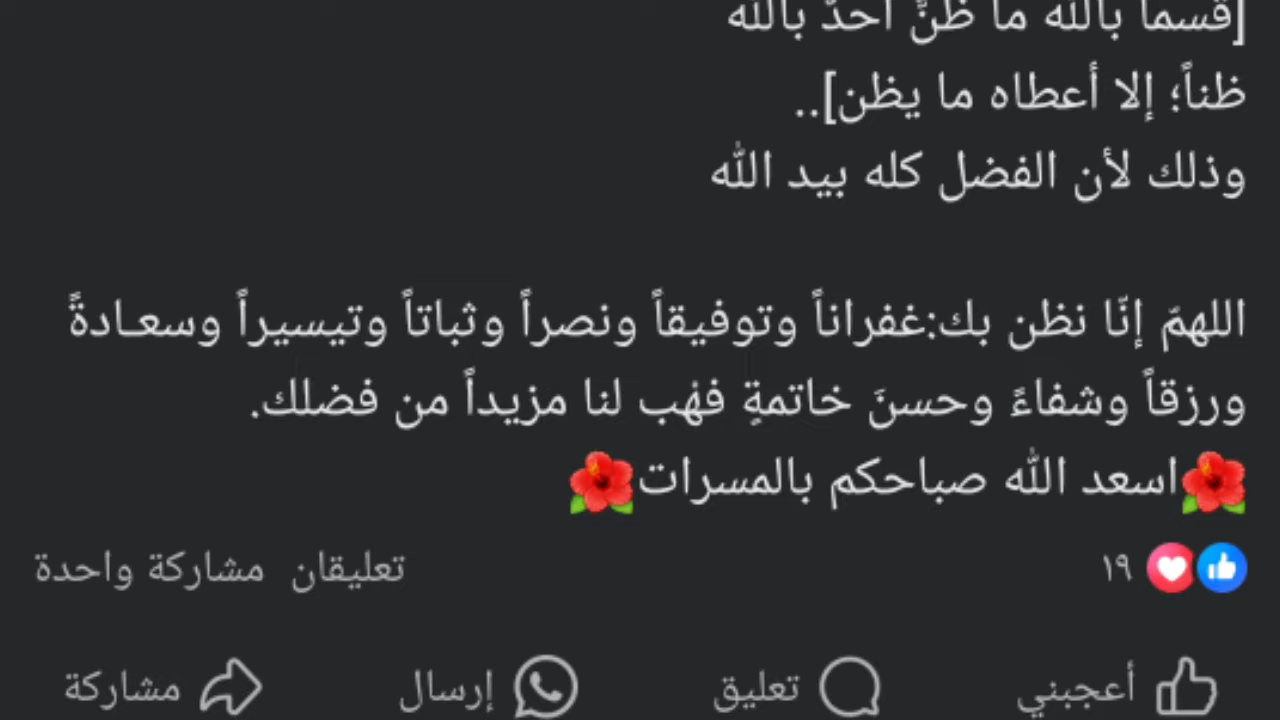 [قسماً بالله ما ظنَّ أحدٌ بالله
ظناً؛ إلا أعطاه ما يظن]..
وذلك لأن الفضل كله بيد الله
اللهمّ إنّا نظن بك:غفراناً وتوفيقاً ونصراً وثباتاً وتيسيراً وسعـادةً
ورزقاً وشفاءً وحسنَ خاتمةٍ فهْب لنا مزيداً من فضلك.
🌺اسعد الله صباحكم بالمسرات🌺
١٩ تعليقان مشاركة واحدة
أعجبني تعليق إرسال مشاركة